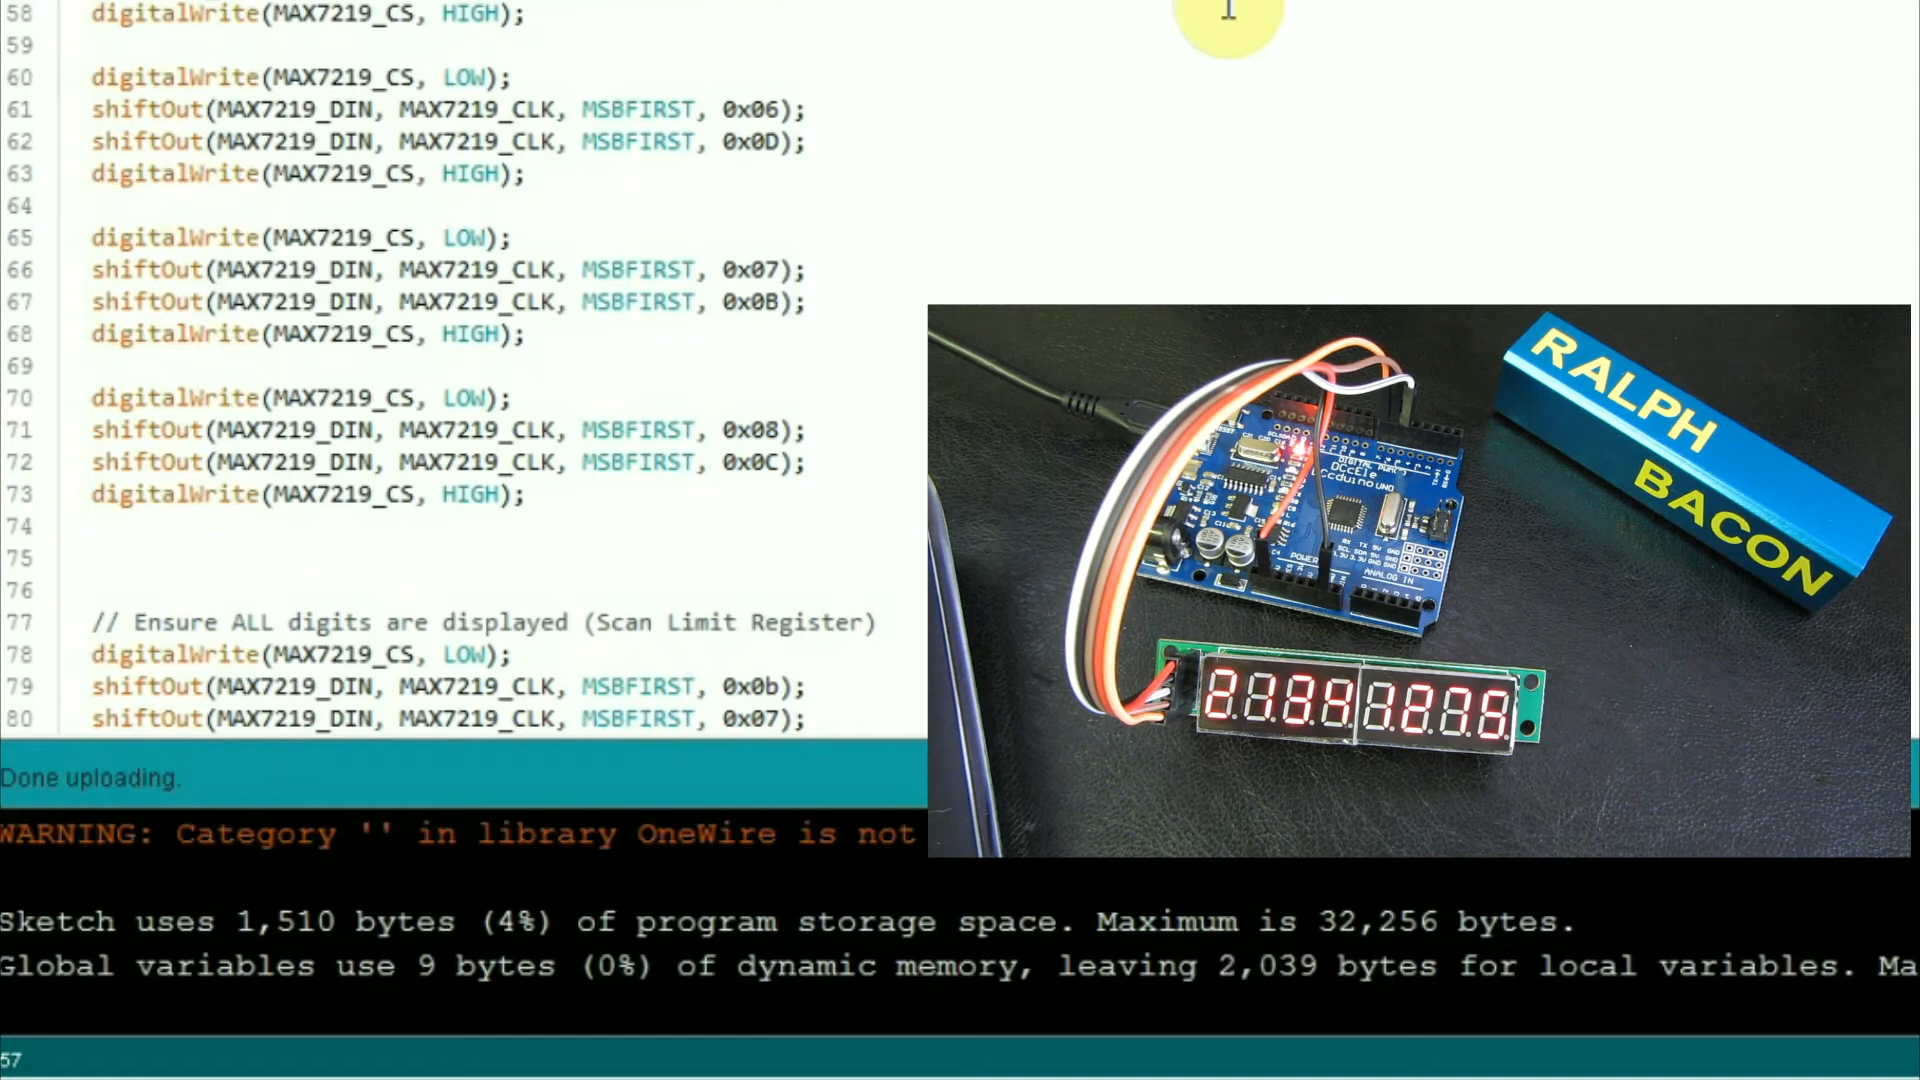 58 digitalWrite(MAX7219_CS, HIGH);
59
60 digitalWrite(MAX7219_CS, LOW);
61 shiftOut(MAX7219_DIN, MAX7219_CLK, MSBFIRST, 0x06);
62 shiftOut(MAX7219_DIN, MAX7219_CLK, MSBFIRST, 0x0D);
63 digitalWrite(MAX7219_CS, HIGH);
64
65 digitalWrite(MAX7219_CS, LOW);
66 shiftOut(MAX7219_DIN, MAX7219_CLK, MSBFIRST, 0x07);
67 shiftOut(MAX7219_DIN, MAX7219_CLK, MSBFIRST, 0x0B);
68 digitalWrite(MAX7219_CS, HIGH);
69
70 digitalWrite(MAX7219_CS, LOW);
71 shiftOut(MAX7219_DIN, MAX7219_CLK, MSBFIRST, 0x08);
72 shiftOut(MAX7219_DIN, MAX7219_CLK, MSBFIRST, 0x0C);
73 digitalWrite(MAX7219_CS, HIGH);
74
75
76
77 // Ensure ALL digits are displayed (Scan Limit Register)
78 digitalWrite(MAX7219_CS, LOW);
79 shiftOut(MAX7219_DIN, MAX7219_CLK, MSBFIRST, 0x0b);
80 shiftOut(MAX7219_DIN, MAX7219_CLK, MSBFIRST, 0x07);
RALPH
BACON
DIGITAL
UNO
POWER
ANALOG IN
Done uploading.
WARNING: Category '' in library OneWire is not
Sketch uses 1,510 bytes (4%) of program storage space. Maximum is 32,256 bytes.
Global variables use 9 bytes (0%) of dynamic memory, leaving 2,039 bytes for local variables. Ma
57